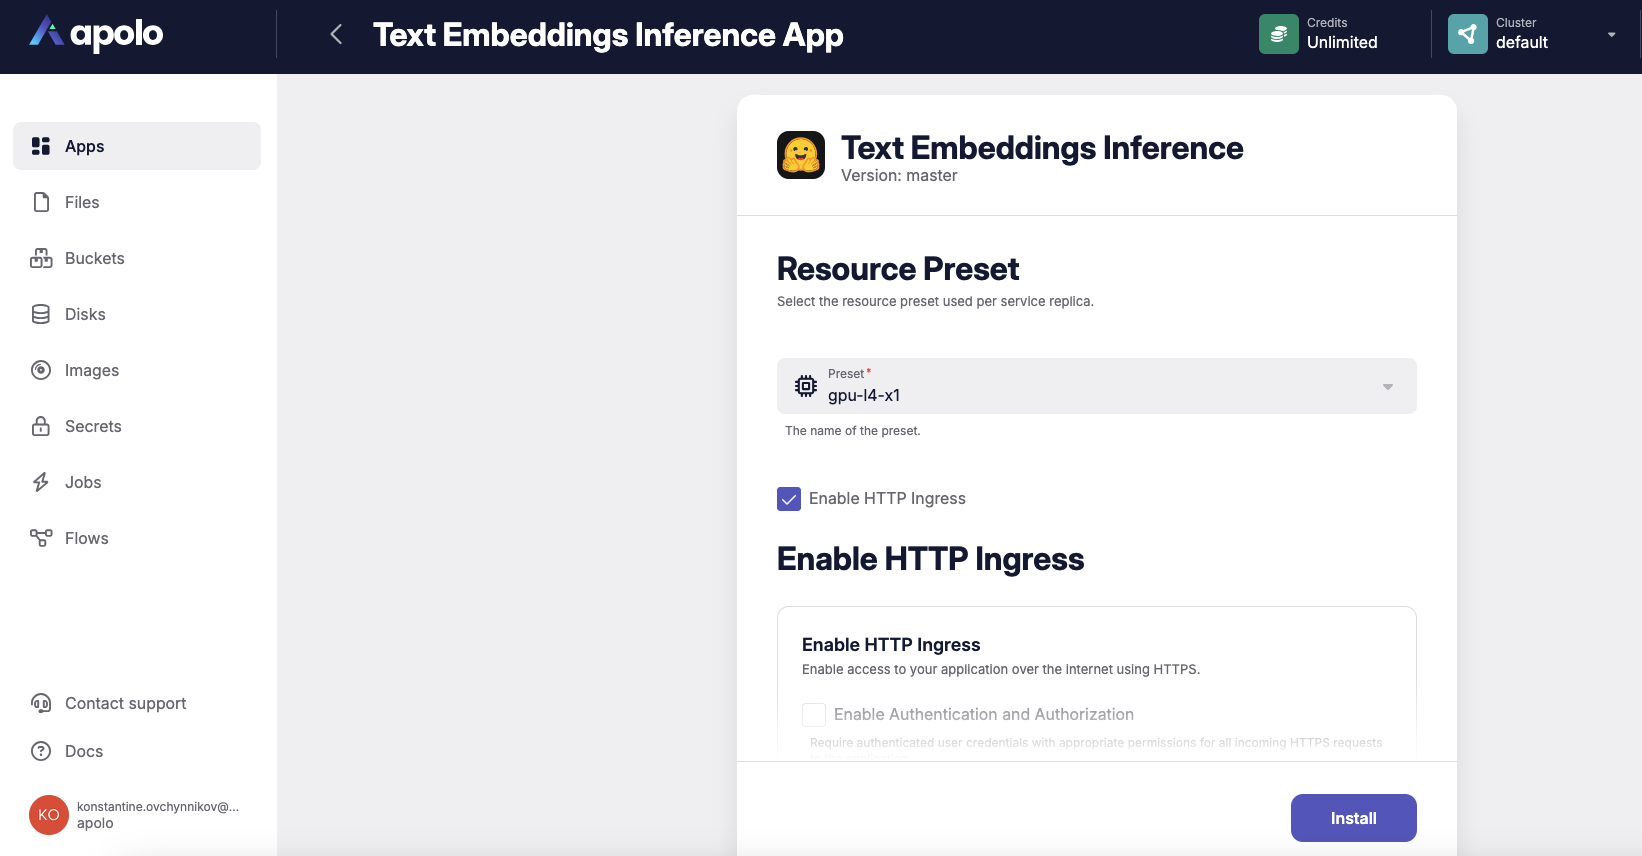 apolo
Text Embeddings Inference App
Credits
Unlimited
Cluster
default
Apps
Files
Buckets
Disks
Images
Secrets
Jobs
Flows
Contact support
Docs
KO
konstantine.ovchynnikov@...
apolo
Text Embeddings Inference
Version: master
Resource Preset
Select the resource preset used per service replica.
Preset*
gpu-l4-x1
The name of the preset.
Enable HTTP Ingress
Enable HTTP Ingress
Enable HTTP Ingress
Enable access to your application over the internet using HTTPS.
Enable Authentication and Authorization
Require authenticated user credentials with appropriate permissions for all incoming HTTPS requests
to the application.
Install